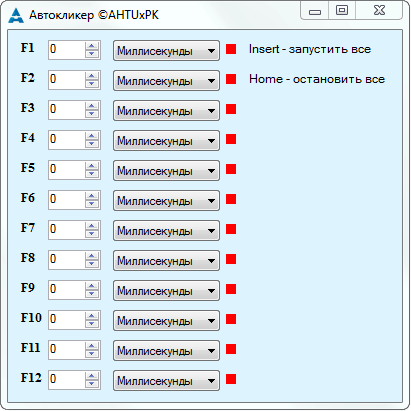 Автокликер ©AHTUxPK
F1 0 Миллисекунды Insert - запустить все
F2 0 Миллисекунды Home - остановить все
F3 0 Миллисекунды
F4 0 Миллисекунды
F5 0 Миллисекунды
F6 0 Миллисекунды
F7 0 Миллисекунды
F8 0 Миллисекунды
F9 0 Миллисекунды
F10 0 Миллисекунды
F11 0 Миллисекунды
F12 0 Миллисекунды